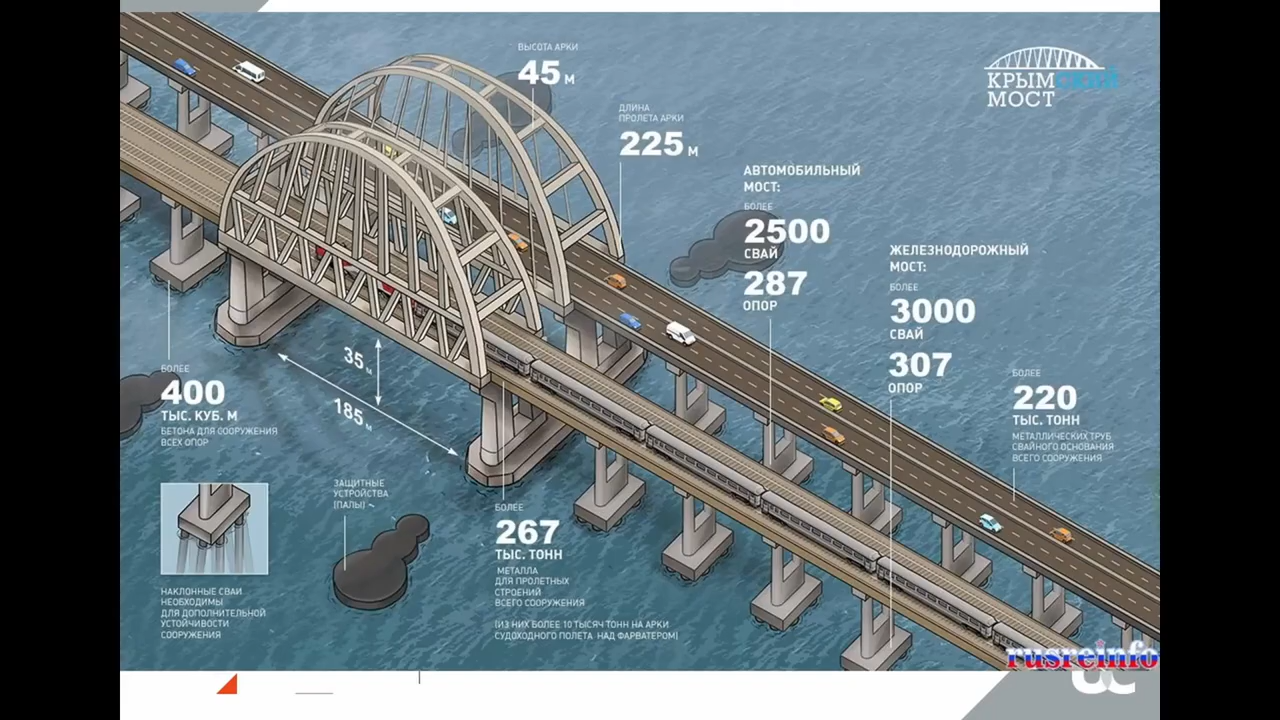 ВЫСОТА АРКИ
45 М
КРЫМСКИЙ
МОСТ
ДЛИНА
ПРОЛЕТА АРКИ
225 М
АВТОМОБИЛЬНЫЙ
МОСТ:
БОЛЕЕ
2500
СВАЙ
287
ОПОР
ЖЕЛЕЗНОДОРОЖНЫЙ
МОСТ:
БОЛЕЕ
3000
СВАЙ
307
ОПОР
БОЛЕЕ
220
ТЫС. ТОНН
МЕТАЛЛИЧЕСКИХ ТРУБ
СВАЙНОГО ОСНОВАНИЯ
ВСЕГО СООРУЖЕНИЯ
35 М
185 М
БОЛЕЕ
400
ТЫС. КУБ. М
БЕТОНА ДЛЯ СООРУЖЕНИЯ
ВСЕХ ОПОР
НАКЛОННЫЕ СВАИ
НЕОБХОДИМЫ
ДЛЯ ДОПОЛНИТЕЛЬНОЙ
УСТОЙЧИВОСТИ
СООРУЖЕНИЯ
ЗАЩИТНЫЕ
УСТРОЙСТВА
(ПАЛЫ) ~
БОЛЕЕ
267
ТЫС. ТОНН
МЕТАЛЛА
ДЛЯ ПРОЛЕТНЫХ
СТРОЕНИЙ
ВСЕГО СООРУЖЕНИЯ
(ИЗ НИХ БОЛЕЕ 10 ТЫСЯЧ ТОНН НА АРКИ
СУДОХОДНОГО ПОЛЕТА НАД ФАРВАТЕРОМ)
rusreinfo